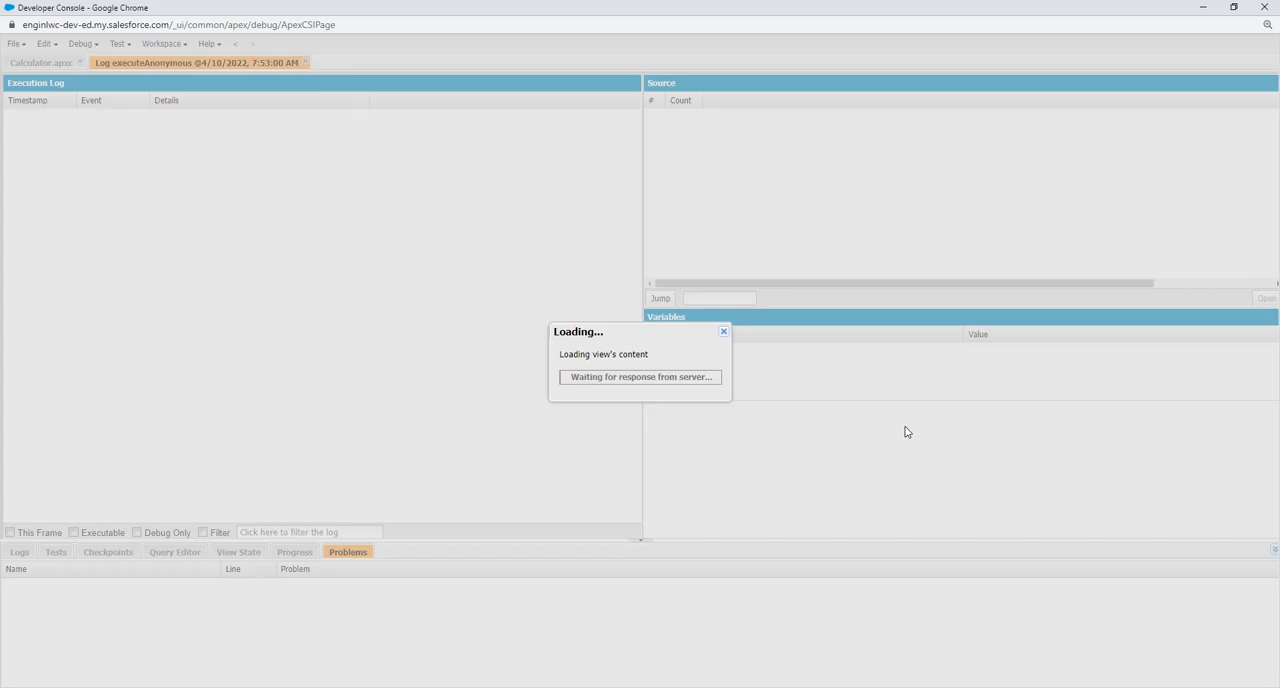 Developer Console - Google Chrome
enginlwc-dev-ed.my.salesforce.com/_ui/common/apex/debug/ApexCSIPage
File Edit Debug Test Workspace Help < >
Calculator.apxc Log executeAnonymous @4/10/2022, 7:53:00 AM
Execution Log
Timestamp Event Details
Source
# Count
Jump Open
Variables
Value
Loading...
Loading view's content
Waiting for response from server...
This Frame Executable Debug Only Filter Click here to filter the log
Logs Tests Checkpoints Query Editor View State Progress Problems
Name Line Problem